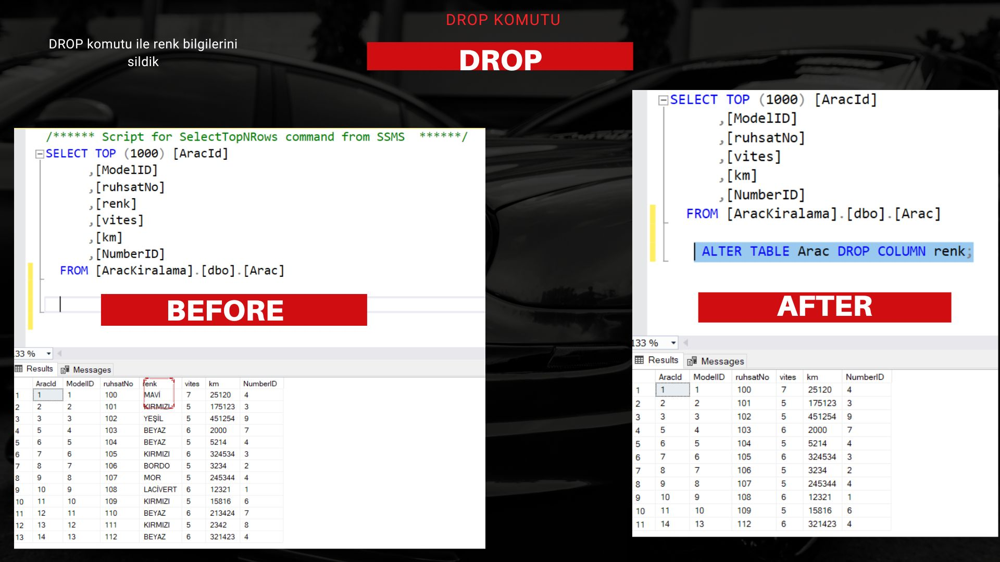 DROP KOMUTU
DROP komutu ile renk bilgilerini
sildik
DROP
/****** Script for SelectTopNRows command from SSMS  ******/
SELECT TOP (1000) [AracId]
,[ModelID]
,[ruhsatNo]
,[renk]
,[vites]
,[km]
,[NumberID]
FROM [AracKiralama].[dbo].[Arac]
BEFORE
33 %
Results Messages
AracId ModelID ruhsatNo renk vites km NumberID
1 1 1 100 MAVİ 7 25120 4
2 2 2 101 KIRMIZI 5 175123 3
3 3 3 102 YEŞİL 5 451254 9
4 5 4 103 BEYAZ 6 2000 7
5 6 5 104 BEYAZ 5 5214 4
6 7 6 105 KIRMIZI 6 324534 3
7 8 7 106 BORDO 5 3234 2
8 9 8 107 MOR 5 245344 4
9 10 9 108 LACİVERT 6 12321 1
10 11 10 109 KIRMIZI 5 15816 6
11 12 11 110 BEYAZ 6 213424 7
12 13 12 111 KIRMIZI 5 2342 8
13 14 13 112 BEYAZ 6 321423 4
SELECT TOP (1000) [AracId]
,[ModelID]
,[ruhsatNo]
,[vites]
,[km]
,[NumberID]
FROM [AracKiralama].[dbo].[Arac]
ALTER TABLE Arac DROP COLUMN renk;
AFTER
133 %
Results Messages
AracId ModelID ruhsatNo vites km NumberID
1 1 1 100 7 25120 4
2 2 2 101 5 175123 3
3 3 3 102 5 451254 9
4 5 4 103 6 2000 7
5 6 5 104 5 5214 4
6 7 6 105 6 324534 3
7 8 7 106 5 3234 2
8 9 8 107 5 245344 4
9 10 9 108 6 12321 1
10 11 10 109 5 15816 6
11 14 13 112 6 321423 4